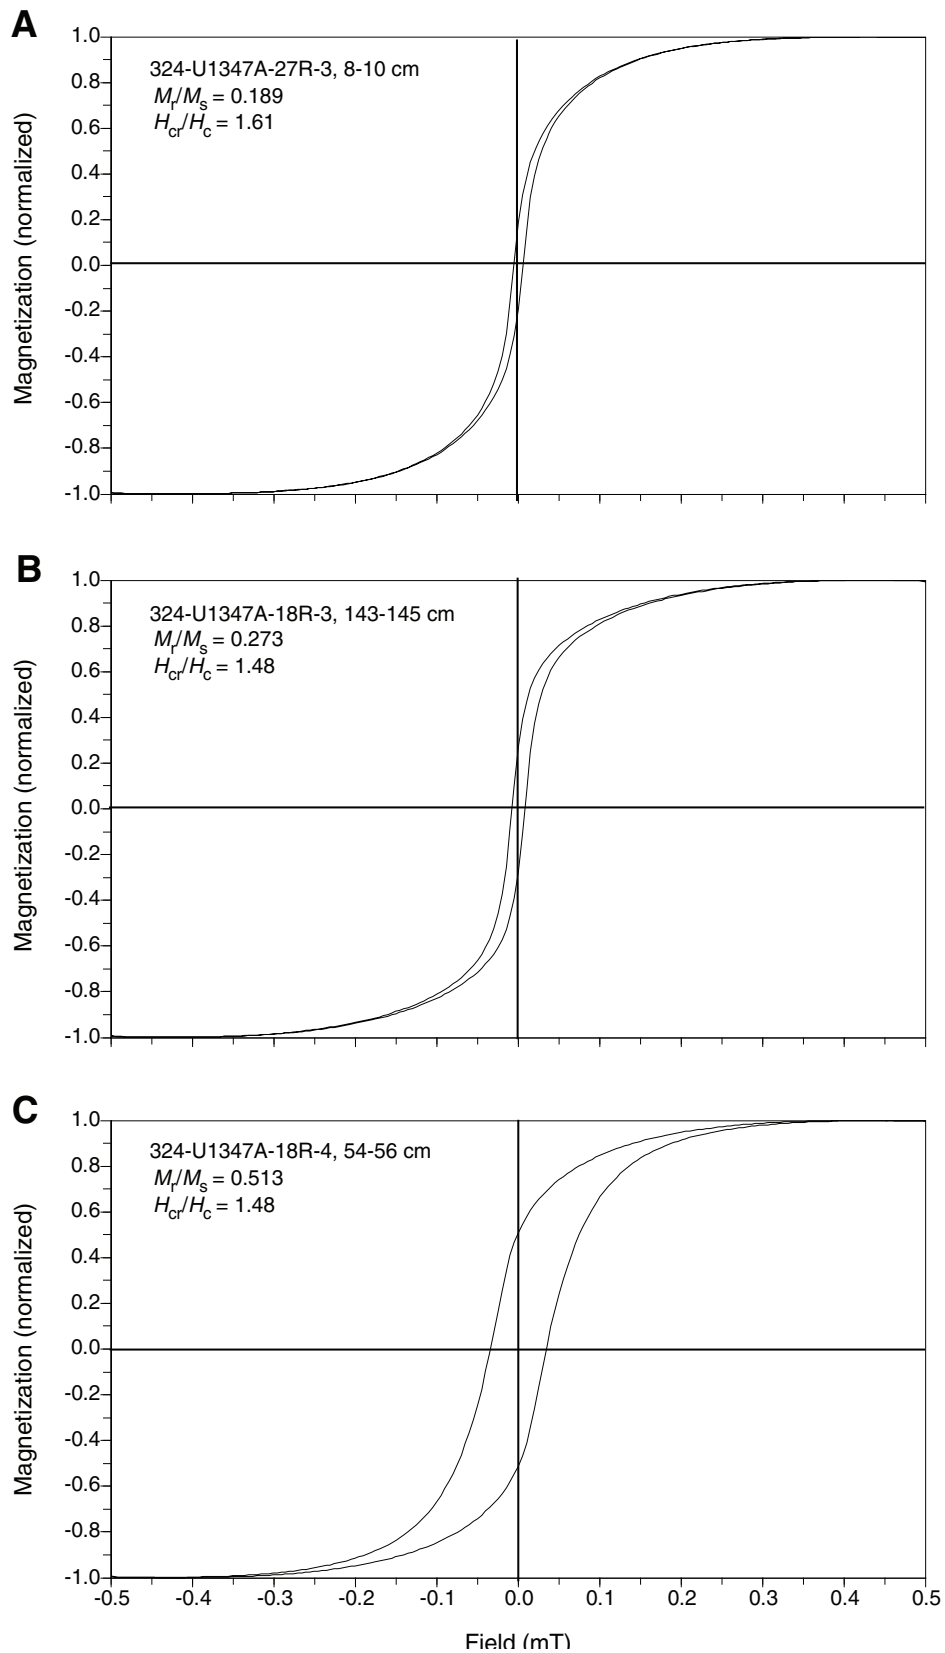 A
1.0
0.8
0.6
0.4
0.2
0.0
-0.2
-0.4
-0.6
-0.8
-1.0
Magnetization (normalized)
324-U1347A-27R-3, 8-10 cm
Mr/Ms = 0.189
Hcr/Hc = 1.61
B
1.0
0.8
0.6
0.4
0.2
0.0
-0.2
-0.4
-0.6
-0.8
-1.0
Magnetization (normalized)
324-U1347A-18R-3, 143-145 cm
Mr/Ms = 0.273
Hcr/Hc = 1.48
C
1.0
0.8
0.6
0.4
0.2
0.0
-0.2
-0.4
-0.6
-0.8
-1.0
Magnetization (normalized)
324-U1347A-18R-4, 54-56 cm
Mr/Ms = 0.513
Hcr/Hc = 1.48
-0.5 -0.4 -0.3 -0.2 -0.1 0.0 0.1 0.2 0.3 0.4 0.5
Field (mT)